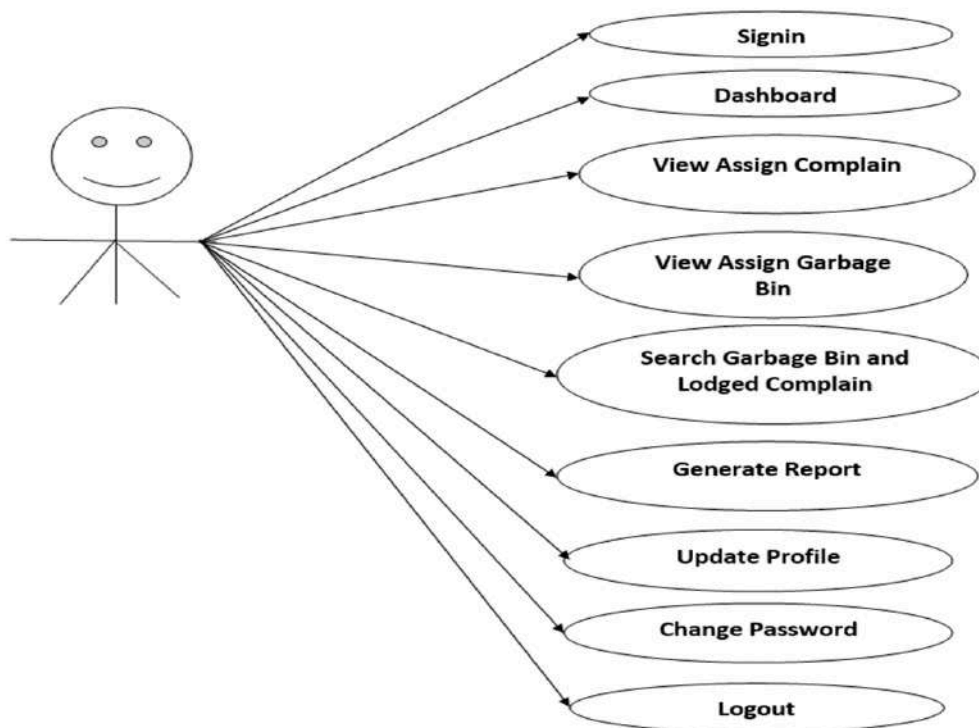 Signin
Dashboard
View Assign Complain
View Assign Garbage
Bin
Search Garbage Bin and
Lodged Complain
Generate Report
Update Profile
Change Password
Logout